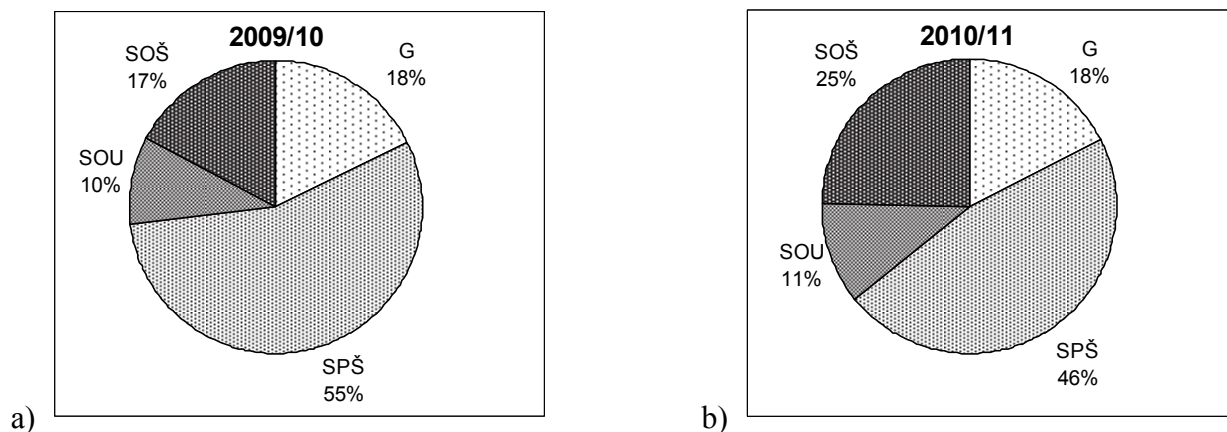 2009/10
SOŠ
17%
G
18%
SOU
10%
SPŠ
55%
a)
2010/11
SOŠ
25%
G
18%
SOU
11%
SPŠ
46%
b)